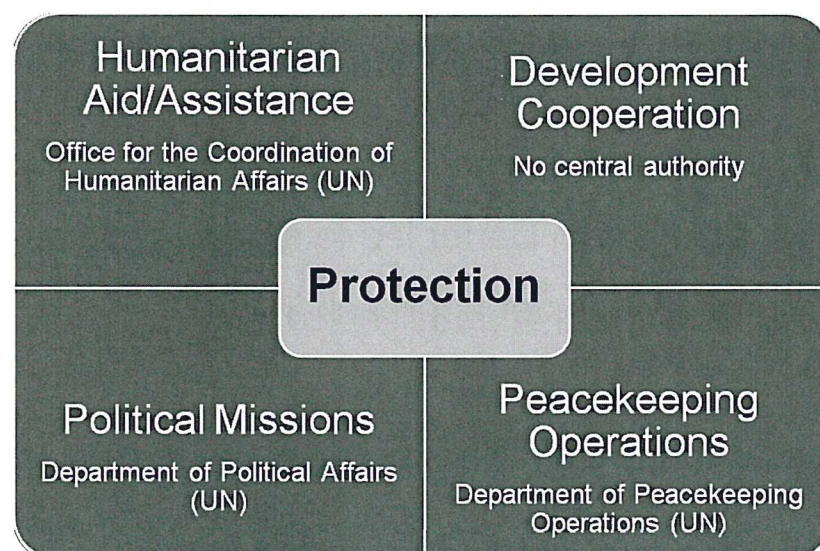 Humanitarian
Aid/Assistance
Office for the Coordination of
Humanitarian Affairs (UN)
Development
Cooperation
No central authority
Protection
Political Missions
Department of Political Affairs
(UN)
Peacekeeping
Operations
Department of Peacekeeping
Operations (UN)